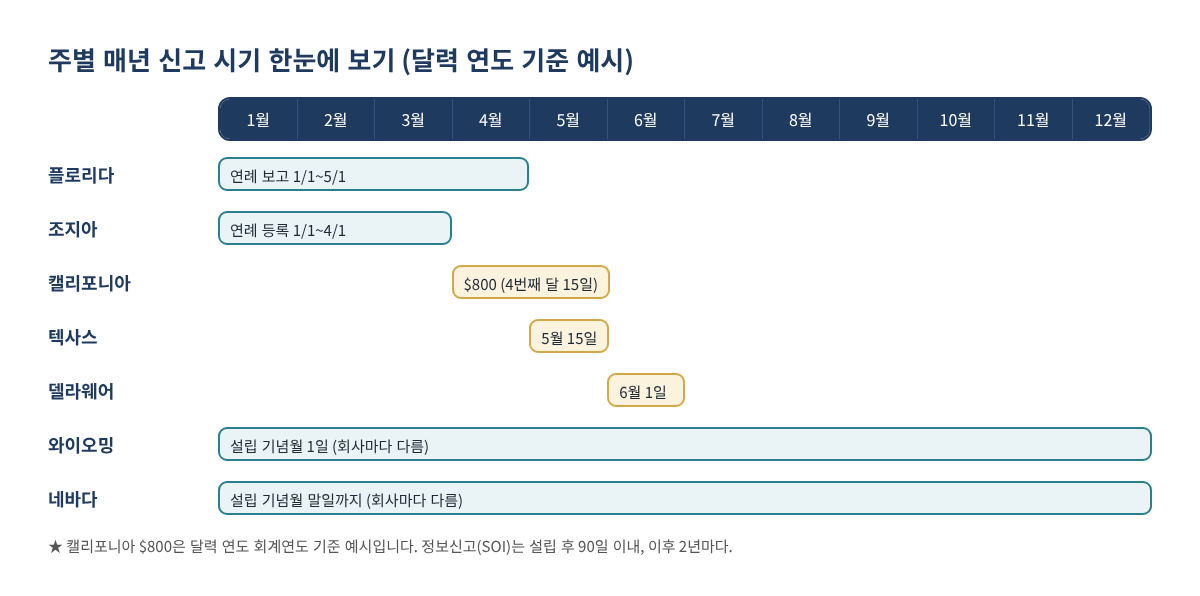 주별 매년 신고 시기 한눈에 보기 (달력 연도 기준 예시)
1월 2월 3월 4월 5월 6월 7월 8월 9월 10월 11월 12월
플로리다 연례 보고 1/1~5/1
조지아 연례 등록 1/1~4/1
캘리포니아 $800 (4번째 달 15일)
텍사스 5월 15일
델라웨어 6월 1일
와이오밍 설립 기념월 1일 (회사마다 다름)
네바다 설립 기념월 말일까지 (회사마다 다름)
★ 캘리포니아 $800은 달력 연도 회계연도 기준 예시입니다. 정보신고(SOI)는 설립 후 90일 이내, 이후 2년마다.